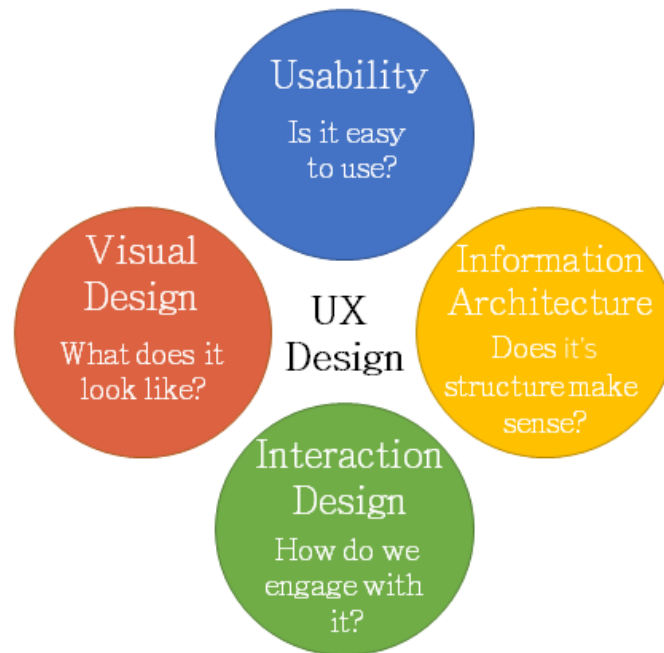 Usability
Is it easy
to use?
Visual
Design
What does it
look like?
UX
Design
Information
Architecture
Does it's
structure make
sense?
Interaction
Design
How do we
engage with
it?